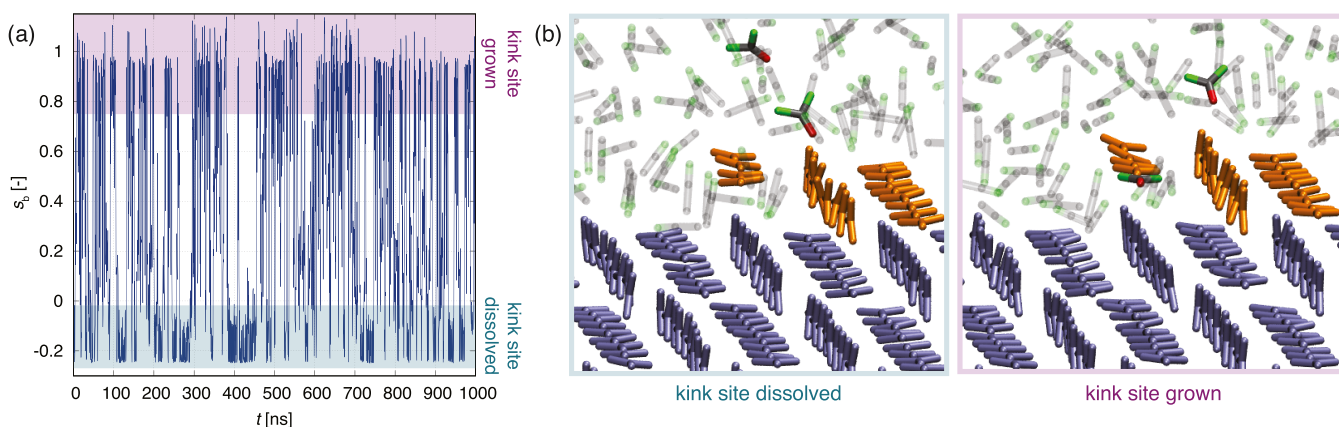 (a)
1
0.8
0.6
0.4
0.2
0
-0.2
s_b [-]
0 100 200 300 400 500 600 700 800 900 1000
t [ns]
kink site
grown
kink site
dissolved
(b)
kink site dissolved
kink site grown